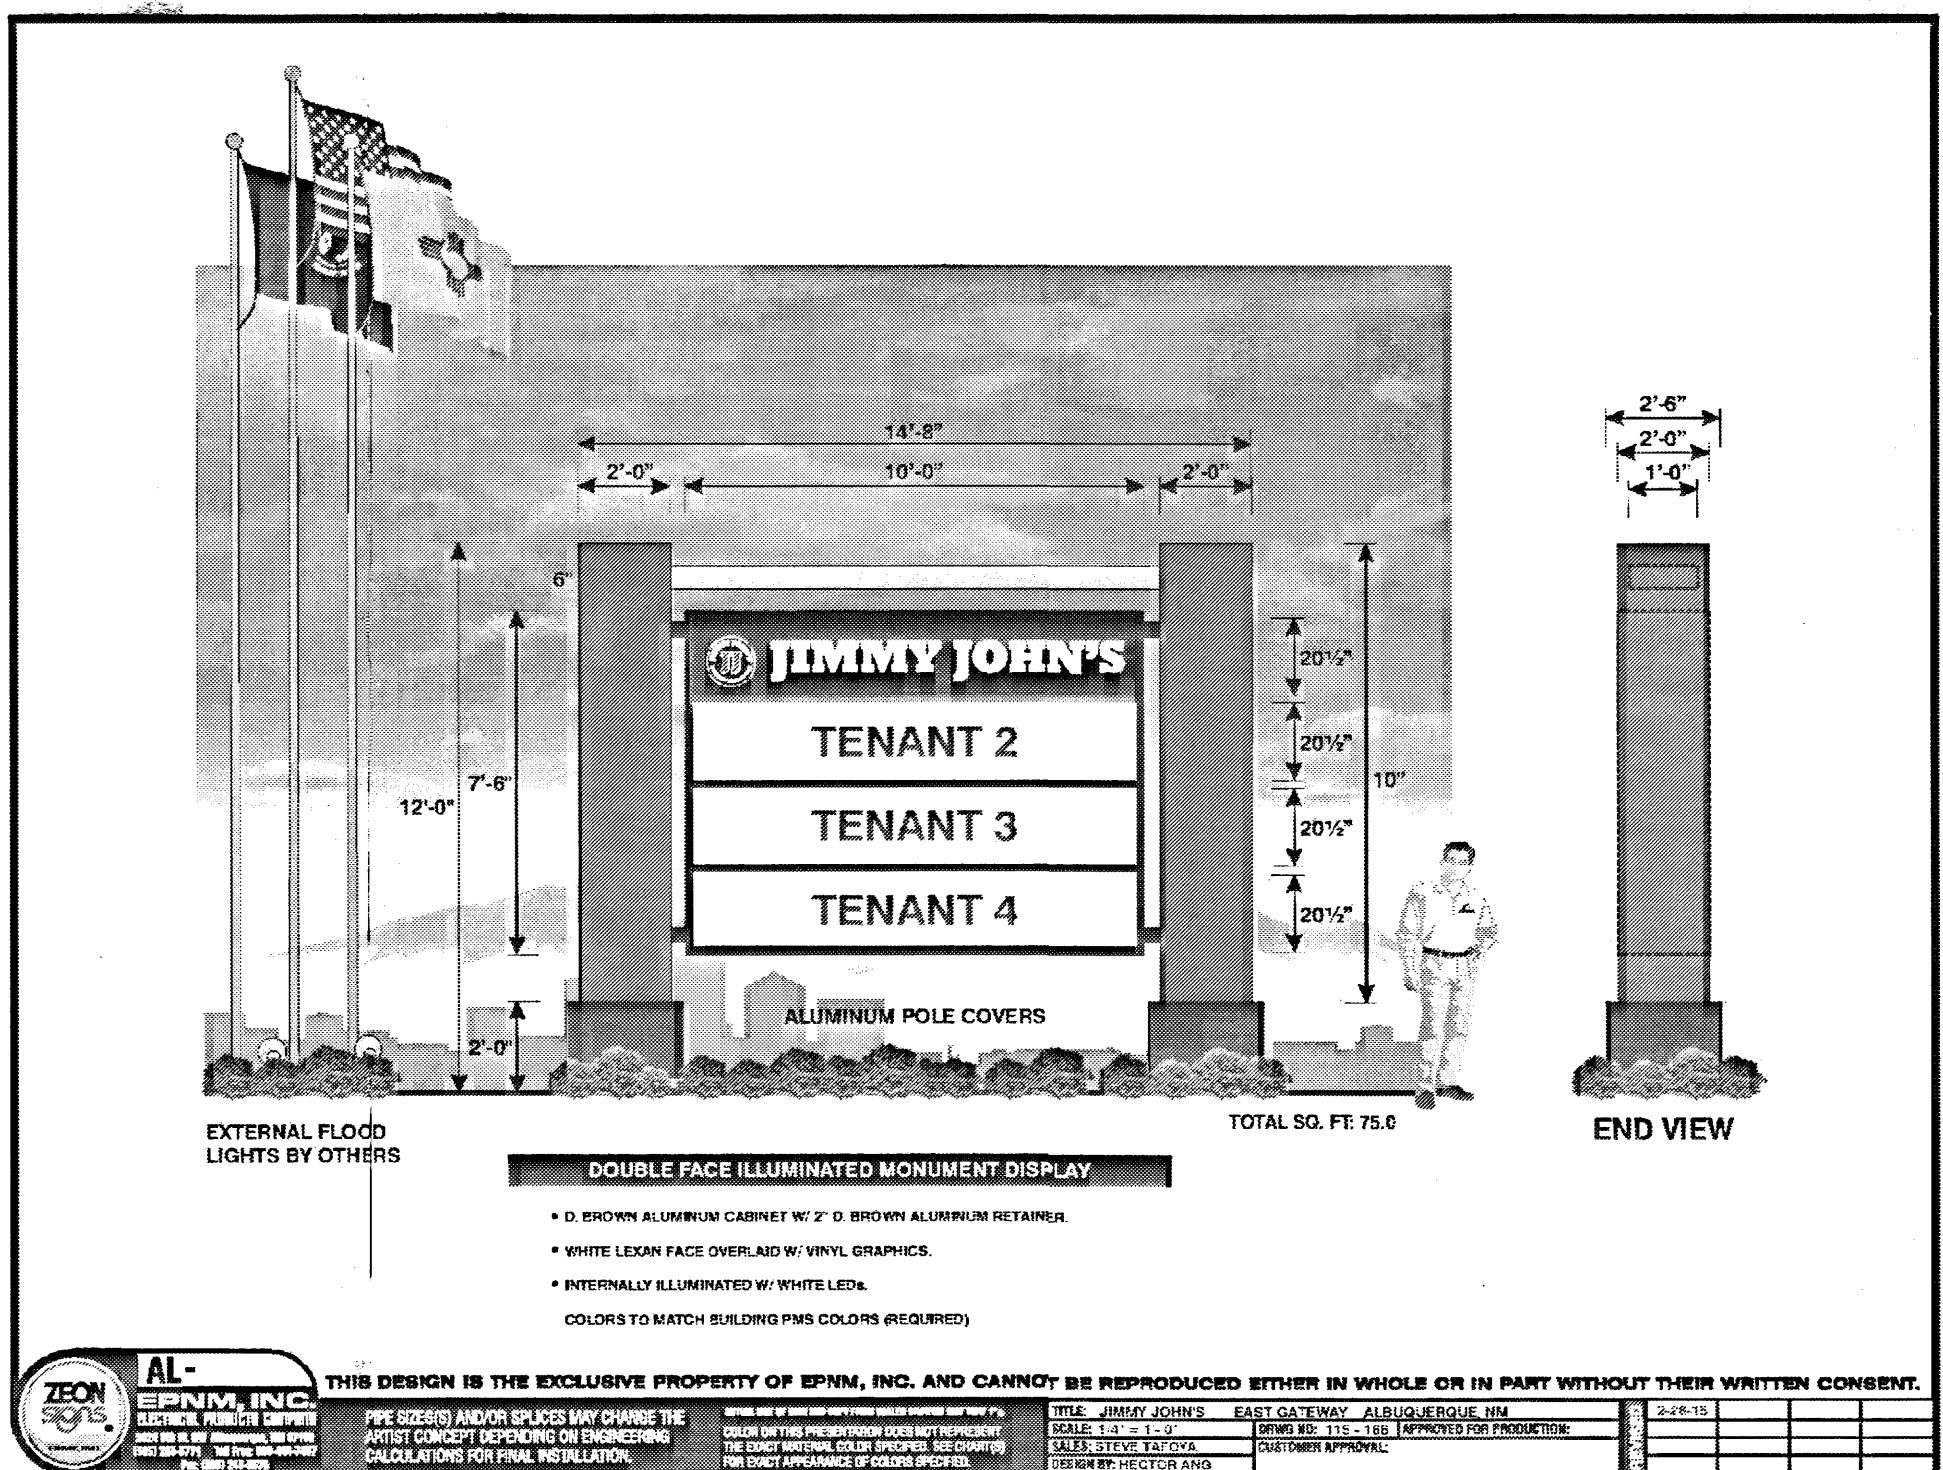 2'-6"
14'-8"
2'-0"
2'-0"
10'-0"
2'-0"
1'-0"
6"
JIMMY JOHN'S
20½"
TENANT 2
20½"
7'-6"
10"
12'-0"
TENANT 3
20½"
TENANT 4
20½"
ALUMINUM POLE COVERS
2'-0"
TOTAL SQ. FT: 75.0
END VIEW
EXTERNAL FLOOD
LIGHTS BY OTHERS
DOUBLE FACE ILLUMINATED MONUMENT DISPLAY
• D. BROWN ALUMINUM CABINET W/ 2" D. BROWN ALUMINUM RETAINER.
• WHITE LEXAN FACE OVERLAID W/ VINYL GRAPHICS.
• INTERNALLY ILLUMINATED W/ WHITE LEDs.
COLORS TO MATCH BUILDING PMS COLORS (REQUIRED)
ZEON
signs
AL-
EPNM, INC
THIS DESIGN IS THE EXCLUSIVE PROPERTY OF EPNM, INC. AND CANNOT BE REPRODUCED EITHER IN WHOLE OR IN PART WITHOUT THEIR WRITTEN CONSENT.
PIPE SIZES(S) AND/OR SPLICES MAY CHANGE THE
ARTIST CONCEPT DEPENDING ON ENGINEERING
CALCULATIONS FOR FINAL INSTALLATION.
COLOR ON THIS PRESENTATION DOES NOT REPRESENT
THE EXACT MATERIAL COLOR SPECIFIED. SEE CHART(S)
FOR EXACT APPEARANCE OF COLORS SPECIFIED.
TITLE: JIMMY JOHN'S EAST GATEWAY ALBUQUERQUE, NM
SCALE: 1/4" = 1'-0"
DRWG NO: 115 - 166
APPROVED FOR PRODUCTION:
SALES: STEVE TAFOYA
CUSTOMER APPROVAL:
DESIGN BY: HECTOR ANG
2-26-15